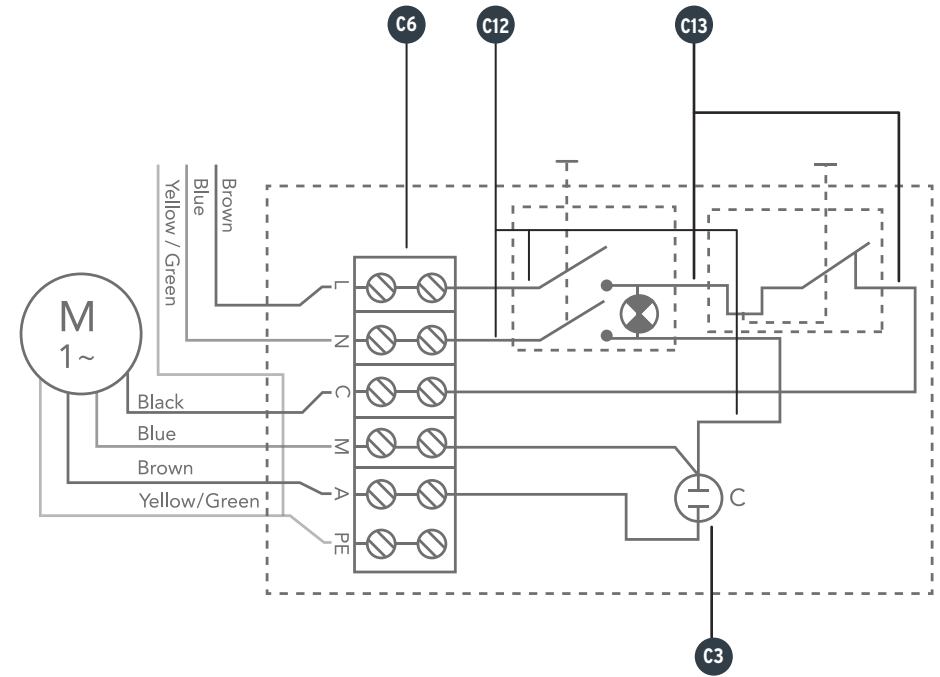 C6
C12
C13
Yellow / Green
Blue
Brown
M
1~
L
N
C
M
A
PE
Black
Blue
Brown
Yellow/Green
C
C3